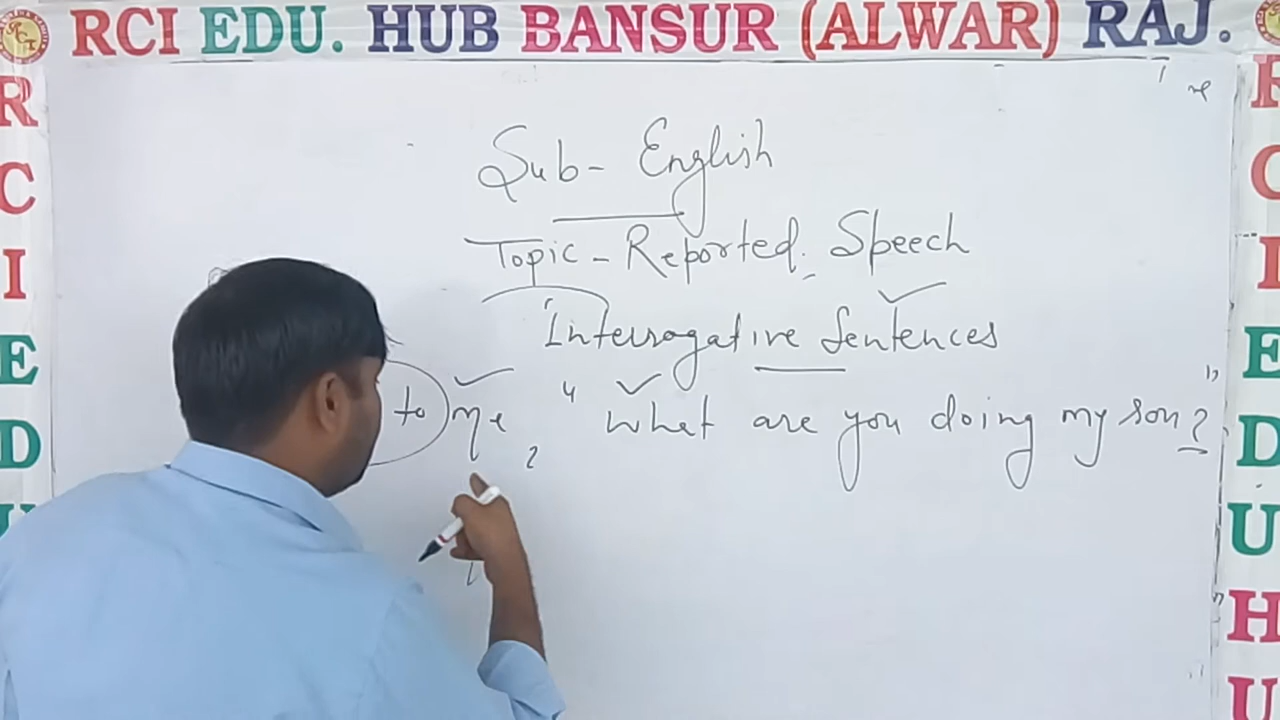 RCI EDU. HUB BANSUR (ALWAR) RAJ.
Sub- English
Topic - Reported Speech
Interrogative Sentences
to me, "What are you doing my son?"
R
C
I
E
D
U
R
C
I
E
D
U
H
U